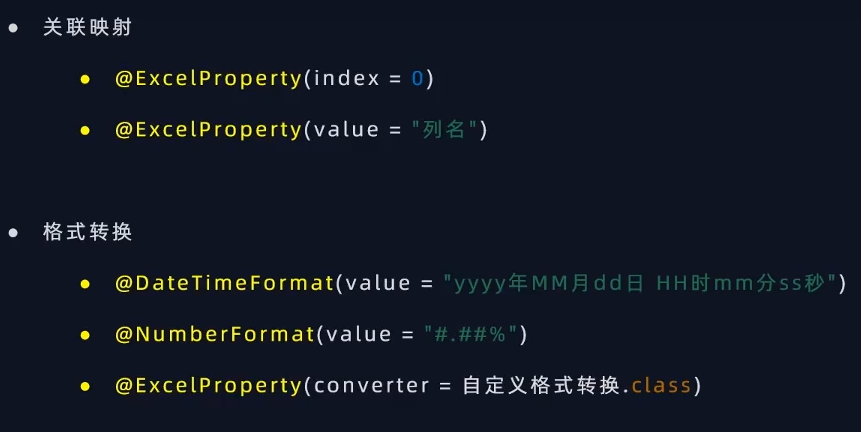 关联映射
@ExcelProperty(index = 0)
@ExcelProperty(value = "列名")
格式转换
@DateTimeFormat(value = "yyyy年MM月dd日 HH时mm分ss秒")
@NumberFormat(value = "#.##%")
@ExcelProperty(converter = 自定义格式转换.class)